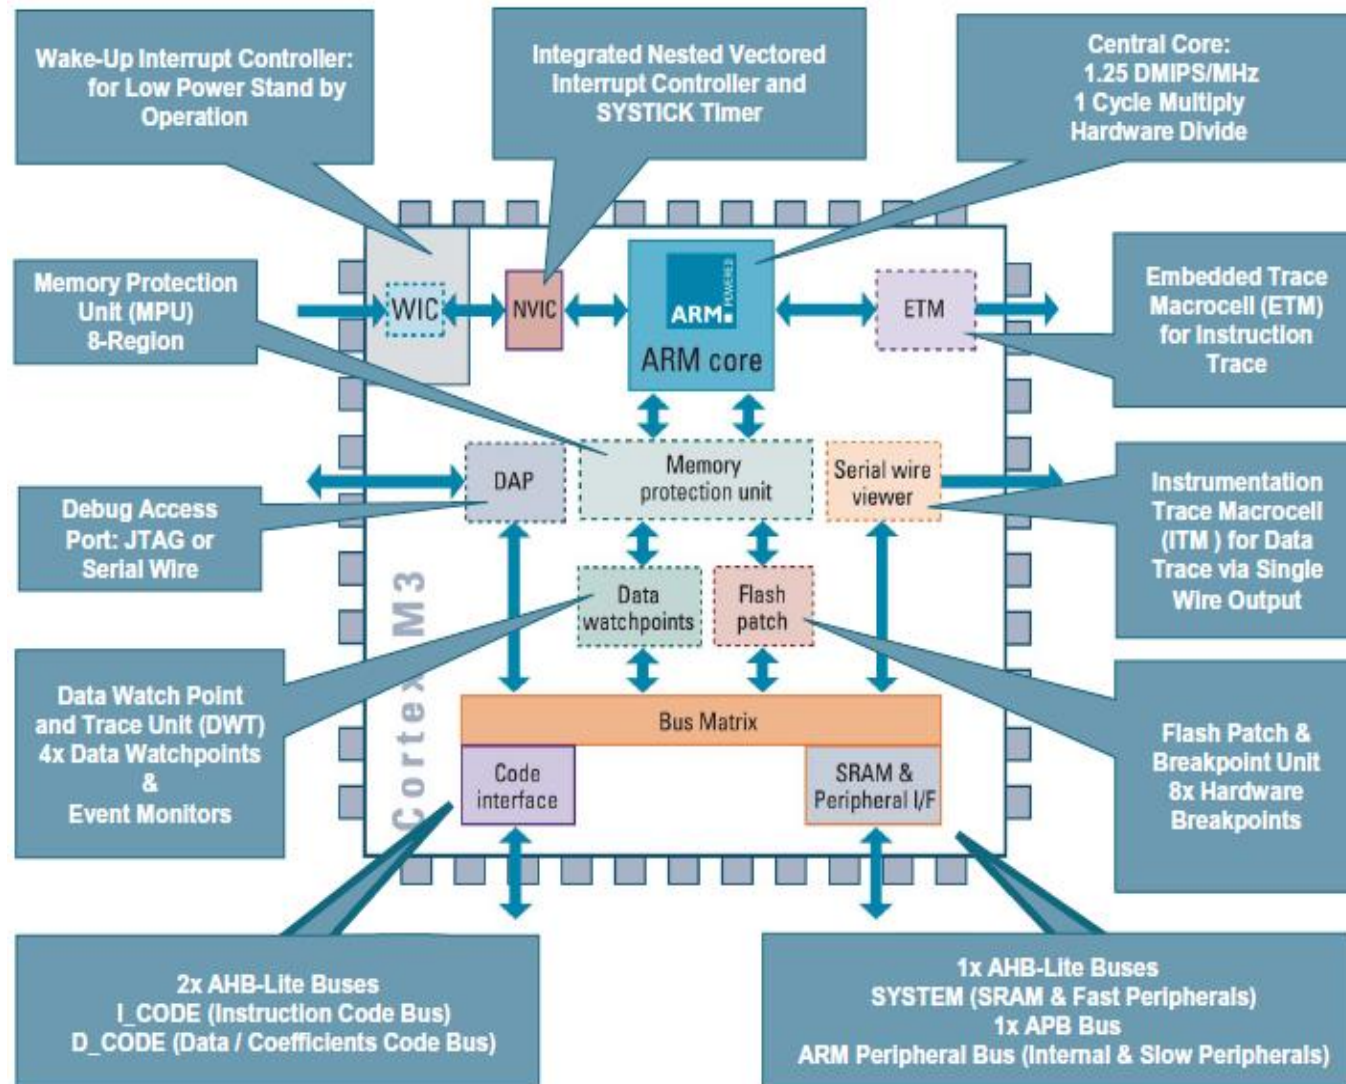 Wake-Up Interrupt Controller:
for Low Power Stand by
Operation
Integrated Nested Vectored
Interrupt Controller and
SYSTICK Timer
Central Core:
1.25 DMIPS/MHz
1 Cycle Multiply
Hardware Divide
Memory Protection
Unit (MPU)
8-Region
WIC
NVIC
ARM
POWERED
ARM core
ETM
Embedded Trace
Macrocell (ETM)
for Instruction
Trace
Debug Access
Port: JTAG or
Serial Wire
DAP
Memory
protection unit
Serial wire
viewer
Instrumentation
Trace Macrocell
(ITM ) for Data
Trace via Single
Wire Output
Data Watch Point
and Trace Unit (DWT)
4x Data Watchpoints
&
Event Monitors
Cortex M3
Data
watchpoints
Flash
patch
Bus Matrix
Code
interface
SRAM &
Peripheral I/F
Flash Patch &
Breakpoint Unit
8x Hardware
Breakpoints
2x AHB-Lite Buses
I_CODE (Instruction Code Bus)
D_CODE (Data / Coefficients Code Bus)
1x AHB-Lite Buses
SYSTEM (SRAM & Fast Peripherals)
1x APB Bus
ARM Peripheral Bus (Internal & Slow Peripherals)